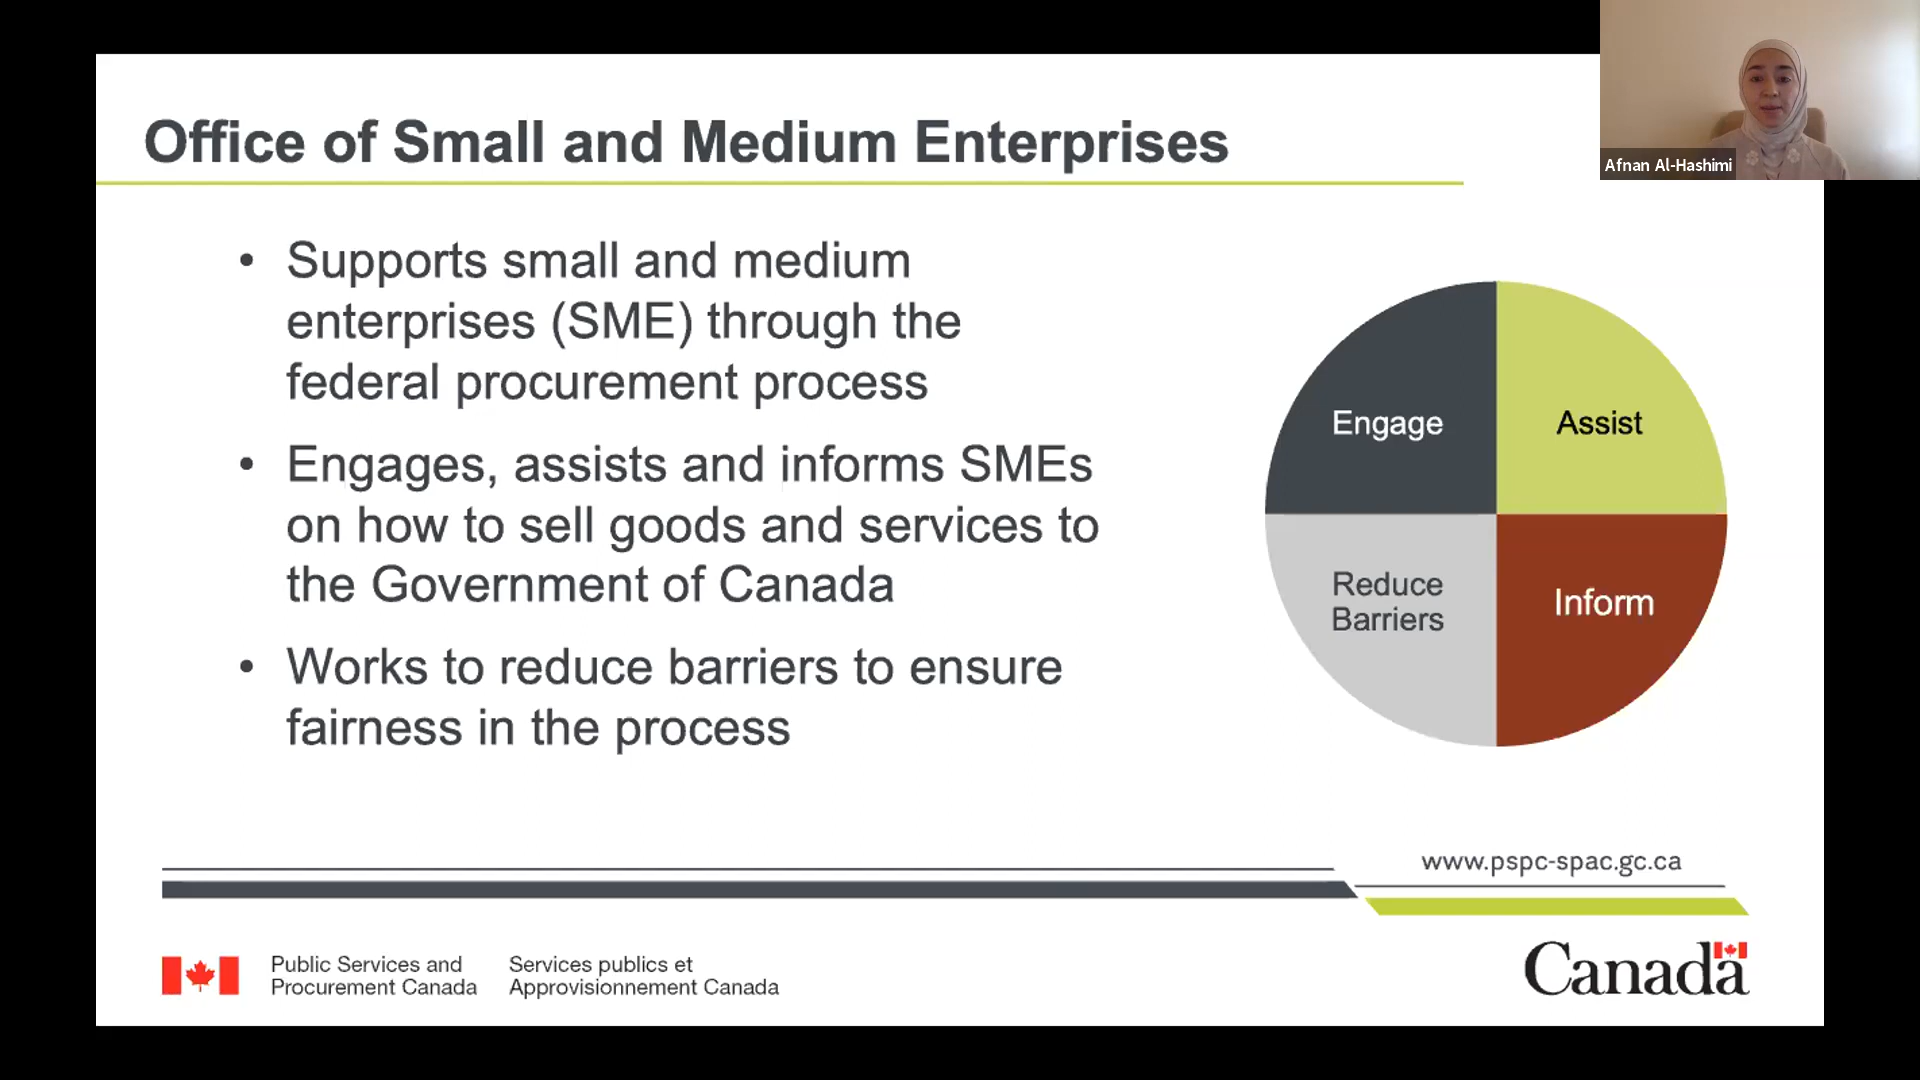 Office of Small and Medium Enterprises
Afnan Al-Hashimi
• Supports small and medium
enterprises (SME) through the
federal procurement process
• Engages, assists and informs SMEs
on how to sell goods and services to
the Government of Canada
• Works to reduce barriers to ensure
fairness in the process
Engage
Assist
Reduce
Barriers
Inform
www.pspc-spac.gc.ca
Public Services and
Procurement Canada
Services publics et
Approvisionnement Canada
Canada